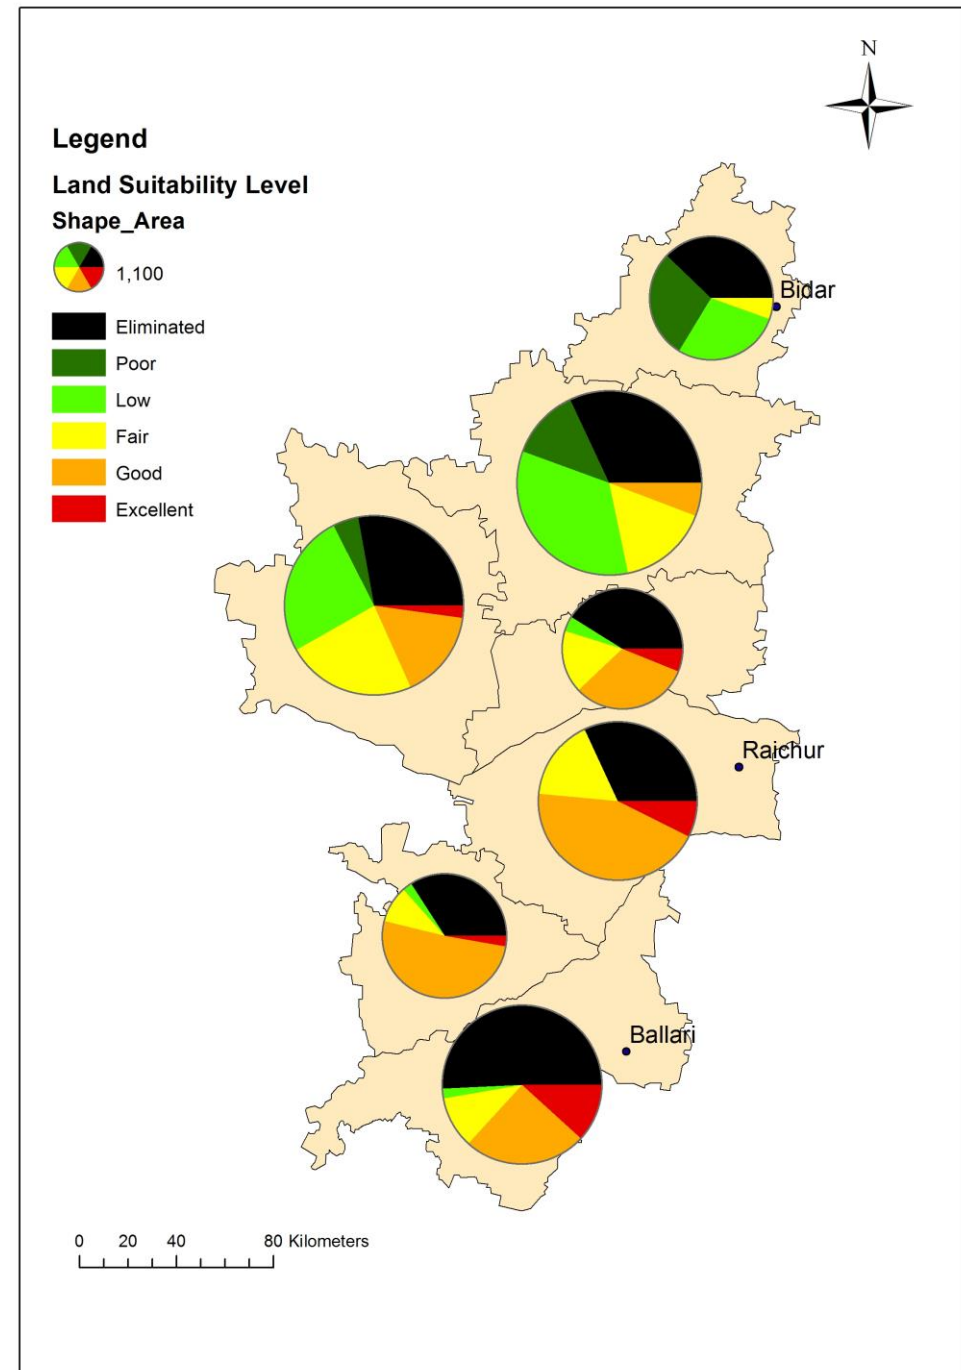 N
Legend
Land Suitability Level
Shape_Area
1,100
Eliminated
Poor
Low
Fair
Good
Excellent
Bidar
Raichur
Ballari
0 20 40 80 Kilometers